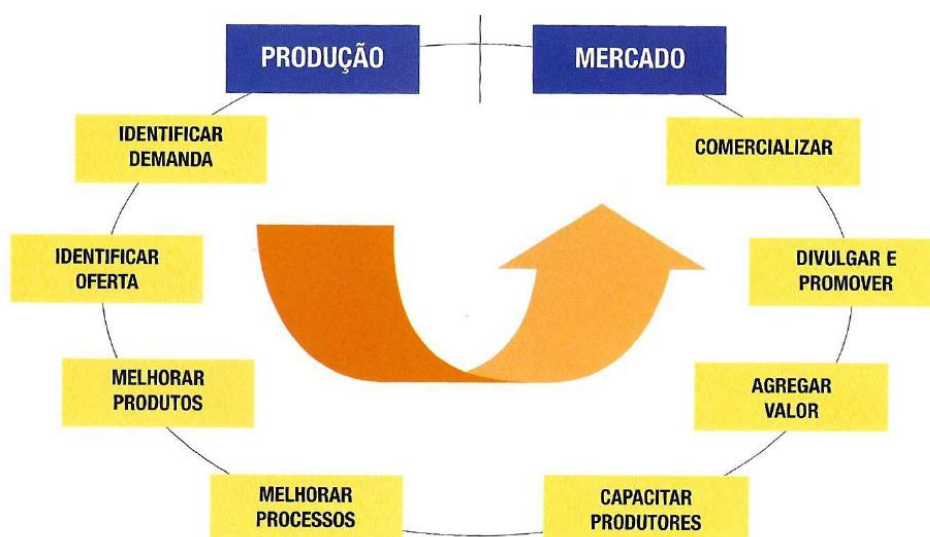 PRODUÇÃO
MERCADO
IDENTIFICAR
DEMANDA
IDENTIFICAR
OFERTA
MELHORAR
PRODUTOS
MELHORAR
PROCESSOS
CAPACITAR
PRODUTORES
AGREGAR
VALOR
DIVULGAR E
PROMOVER
COMERCIALIZAR